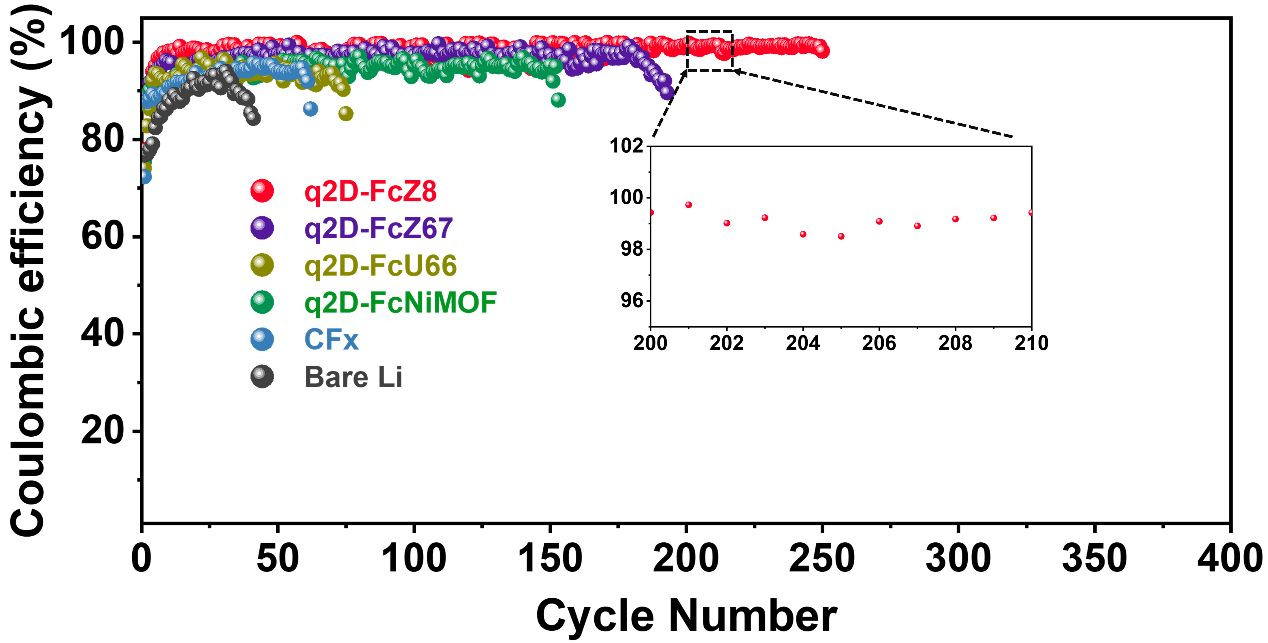 Coulombic efficiency (%)
100
80
60
40
20
q2D-FcZ8
q2D-FcZ67
q2D-FcU66
q2D-FcNiMOF
CFx
Bare Li
102
100
98
96
200 202 204 206 208 210
0 50 100 150 200 250 300 350 400
Cycle Number